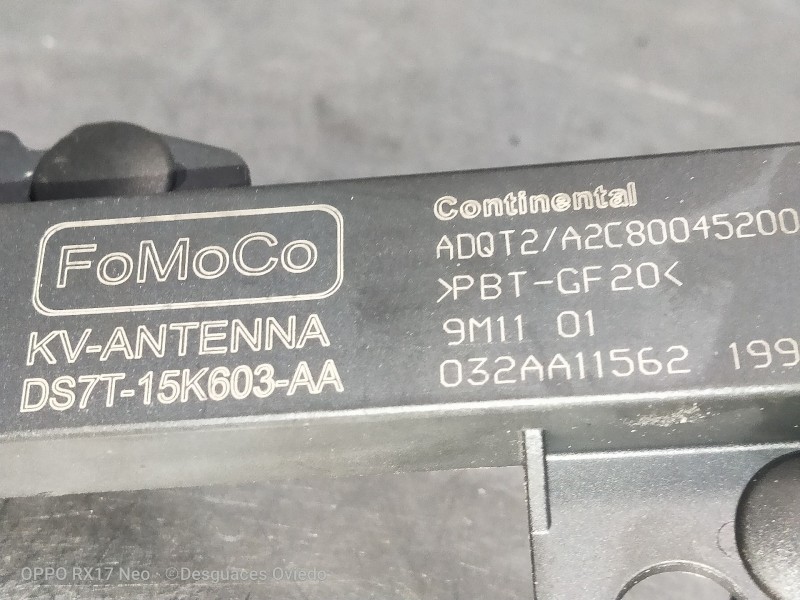 FoMoCo
KV-ANTENNA
DS7T-15K603-AA
Continental
ADQT2/A2C80045200
>PBT-GF20<
9M11 01
032AA11562 199
OPPO RX17 Neo · ©Desguaces Oviedo